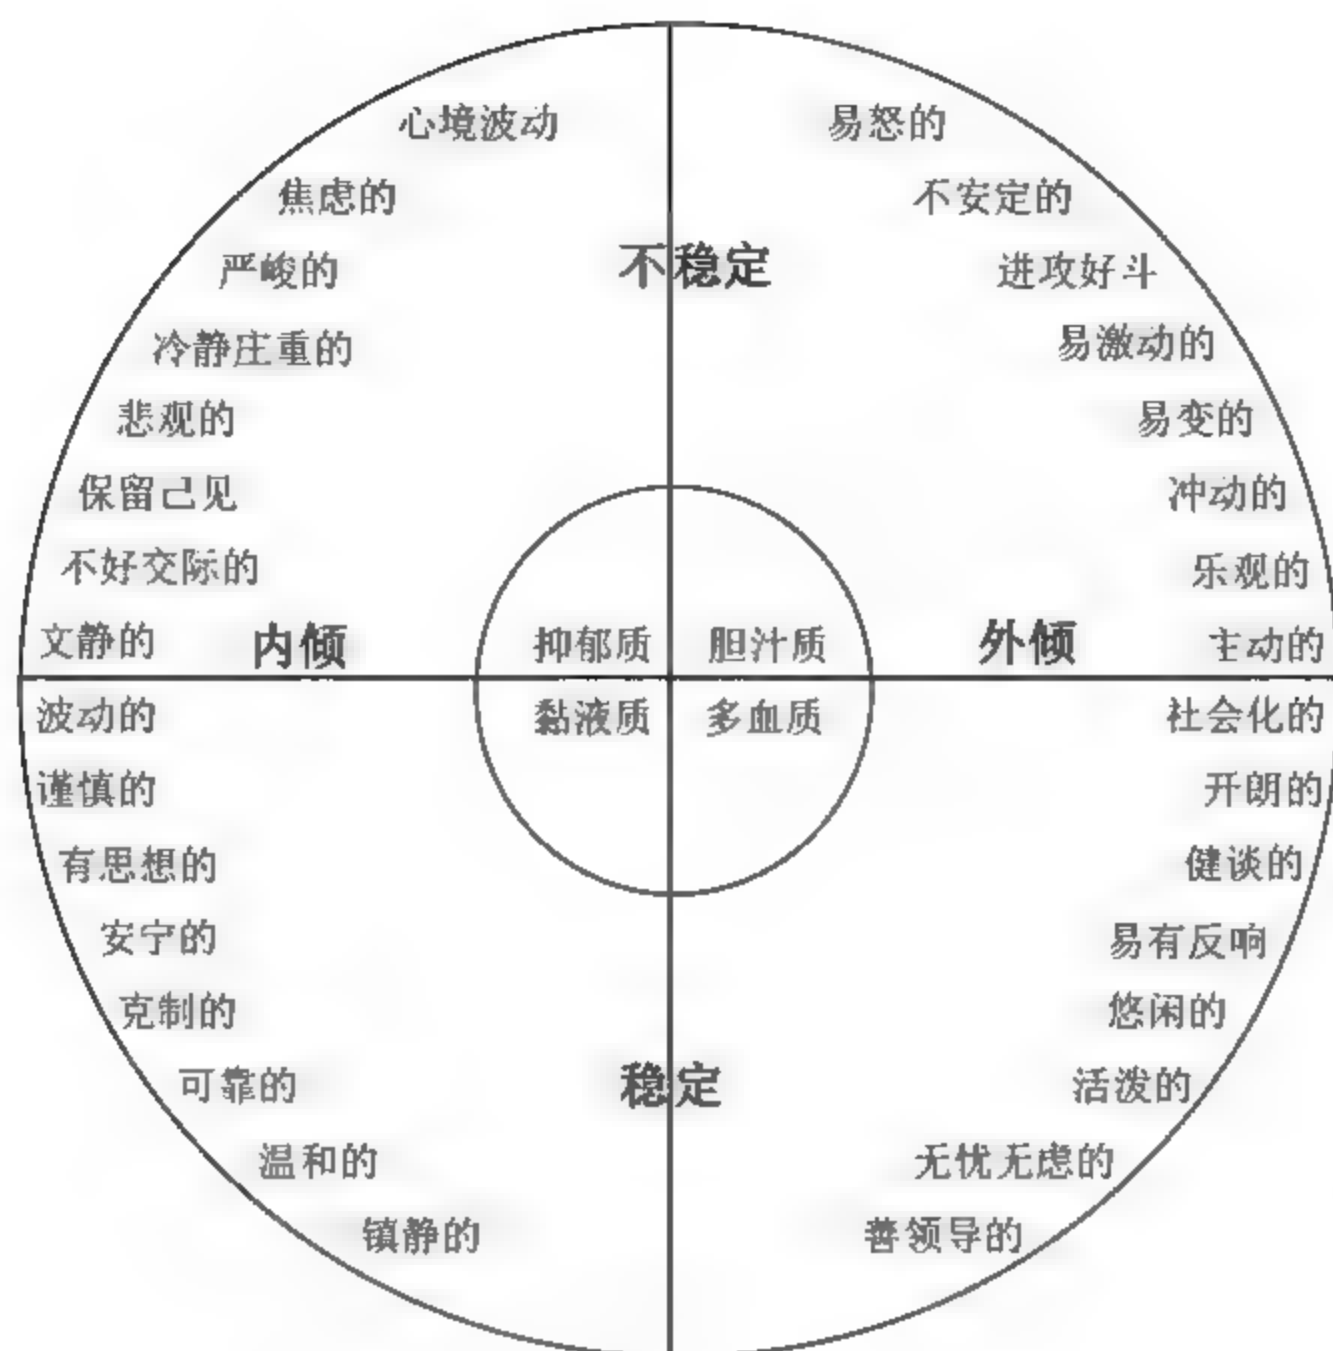 心境波动
易怒的
焦虑的
不安定的
严峻的
不稳定
进攻好斗
冷静庄重的
易激动的
悲观的
易变的
保留己见
冲动的
不好交际的
乐观的
文静的
内倾
抑郁质
胆汁质
外倾
主动的
波动的
黏液质
多血质
社会化的
谨慎的
开朗的
有思想的
健谈的
安宁的
易有反响
克制的
悠闲的
可靠的
稳定
活泼的
温和的
无忧无虑的
镇静的
善领导的